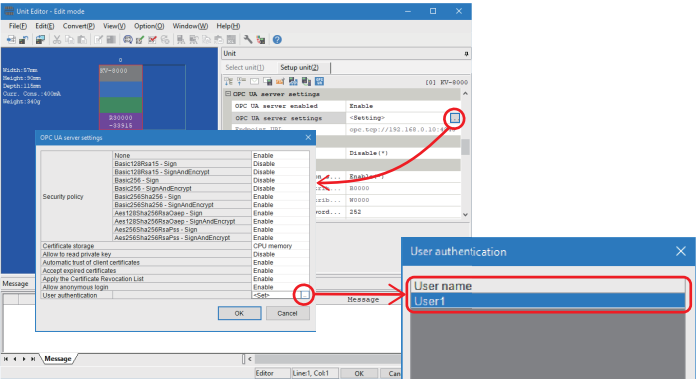 Unit Editor - Edit mode
File(F) Edit(E) Convert(P) View(V) Option(O) Window(W) Help(H)
Unit
Select unit(1) Setup unit(2)
[0] KV-8000
Width:57mm
Height:90mm
Depth:115mm
Curr. Cons.:400mA
Weight:340g
0
KV-8000
R30000
-33915
OPC UA server settings
OPC UA server enabled Enable
OPC UA server settings <Setting>
Endpoint URL opc.tcp://192.168.0.10:4
Disable(*)
Enable(*)
B0000
W0000
252
OPC UA server settings
Security policy
None Enable
Basic128Rsa15 - Sign Disable
Basic128Rsa15 - SignAndEncrypt Disable
Basic256 - Sign Disable
Basic256 - SignAndEncrypt Disable
Basic256Sha256 - Sign Enable
Basic256Sha256 - SignAndEncrypt Enable
Aes128Sha256RsaOaep - Sign Enable
Aes128Sha256RsaOaep - SignAndEncrypt Enable
Aes256Sha256RsaPss - Sign Enable
Aes256Sha256RsaPss - SignAndEncrypt Enable
Certificate storage CPU memory
Allow to read private key Disable
Automatic trust of client certificates Enable
Accept expired certificates Enable
Apply the Certificate Revocation List Enable
Allow anonymous login Enable
User authentication <Set> ...
OK Cancel
User authentication
User name
User1
Message
Message
Message
Editor Line:1, Col:1 OK Can